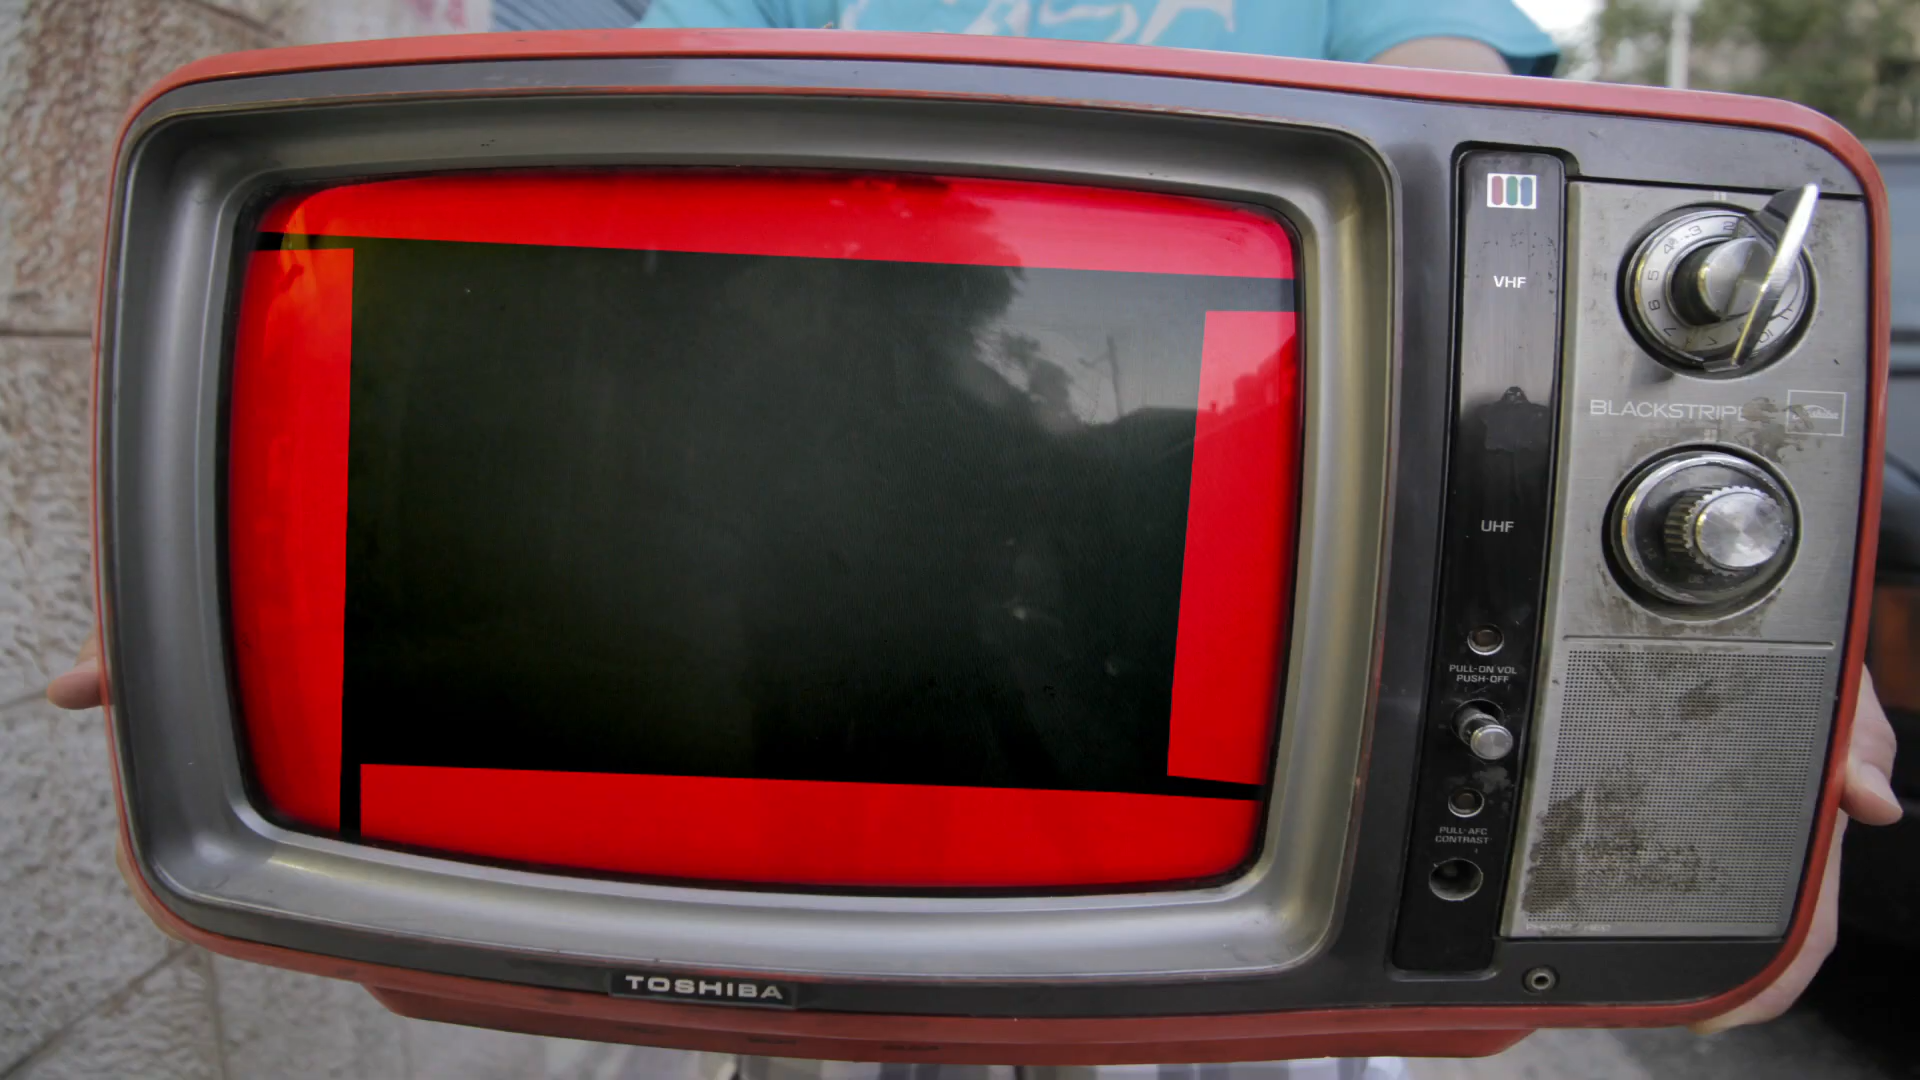 VHF
BLACKSTRIPE
UHF
PULL-ON VOL
PUSH-OFF
PULL-AFC
CONTRAST
TOSHIBA